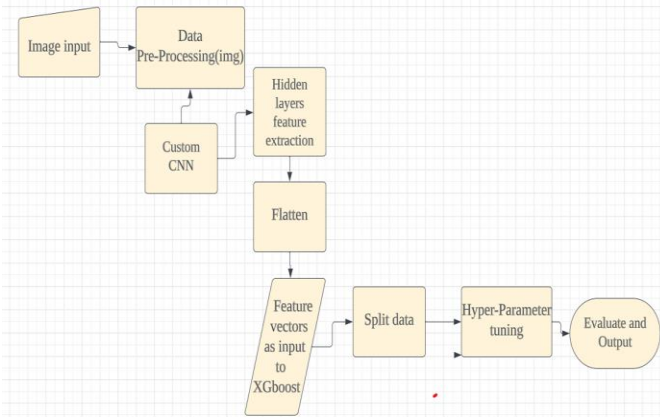 Image input
Data
Pre-Processing(img)
Hidden
layers
feature
extraction
Custom
CNN
Flatten
Feature
vectors
as input
to
XGboost
Split data
Hyper-Parameter
tuning
Evaluate and
Output